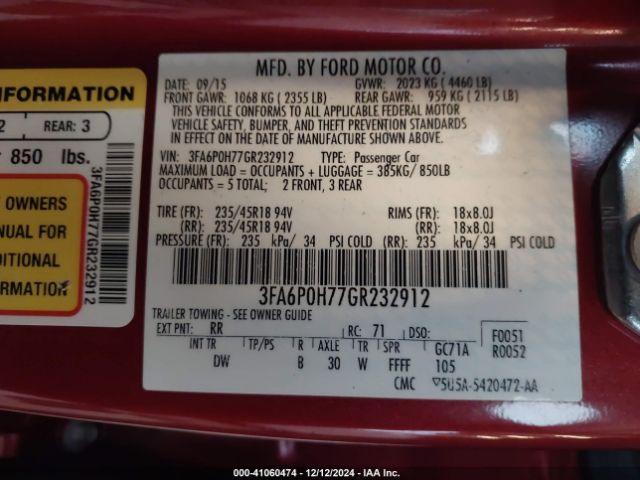 INFORMATION
2 REAR: 3
850 lbs.
OWNERS
NUAL FOR
DITIONAL
ORMATION
3FA6P0H77GR232912
MFD. BY FORD MOTOR CO.
DATE: 09/15 GVWR: 2023 KG ( 4460 LB)
FRONT GAWR: 1068 KG ( 2355 LB) REAR GAWR: 959 KG ( 2115 LB)
THIS VEHICLE CONFORMS TO ALL APPLICABLE FEDERAL MOTOR
VEHICLE SAFETY, BUMPER, AND THEFT PREVENTION STANDARDS
IN EFFECT ON THE DATE OF MANUFACTURE SHOWN ABOVE.
VIN: 3FA6P0H77GR232912 TYPE: Passenger Car
MAXIMUM LOAD = OCCUPANTS + LUGGAGE = 385KG/ 850LB
OCCUPANTS = 5 TOTAL; 2 FRONT, 3 REAR
TIRE (FR): 235/45R18 94V RIMS (FR): 18x8.0J
(RR): 235/45R18 94V (RR): 18x8.0J
PRESSURE (FR): 235 kPa/ 34 PSI COLD (RR): 235 kPa/ 34 PSI COLD
3FA6P0H77GR232912
TRAILER TOWING - SEE OWNER GUIDE
EXT PNT: RR RC: 71 DSO: F0051
INT TR TP/PS R AXLE TR SPR GC71A R0052
DW B 30 W FFFF 105
CMC ▽5U5A-5420472-AA
000-41060474 - 12/12/2024 - IAAI Inc.